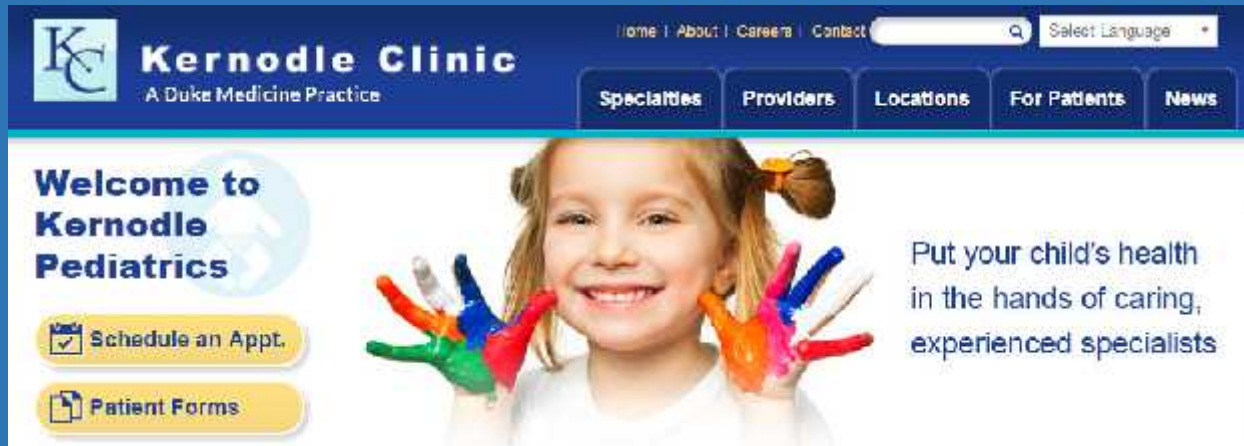 KC
Kernodle Clinic
A Duke Medicine Practice
Home | About | Careers | Contact
Select Language
Specialties
Providers
Locations
For Patients
News
Welcome to
Kernodle
Pediatrics
Schedule an Appt.
Patient Forms
Put your child's health
in the hands of caring,
experienced specialists